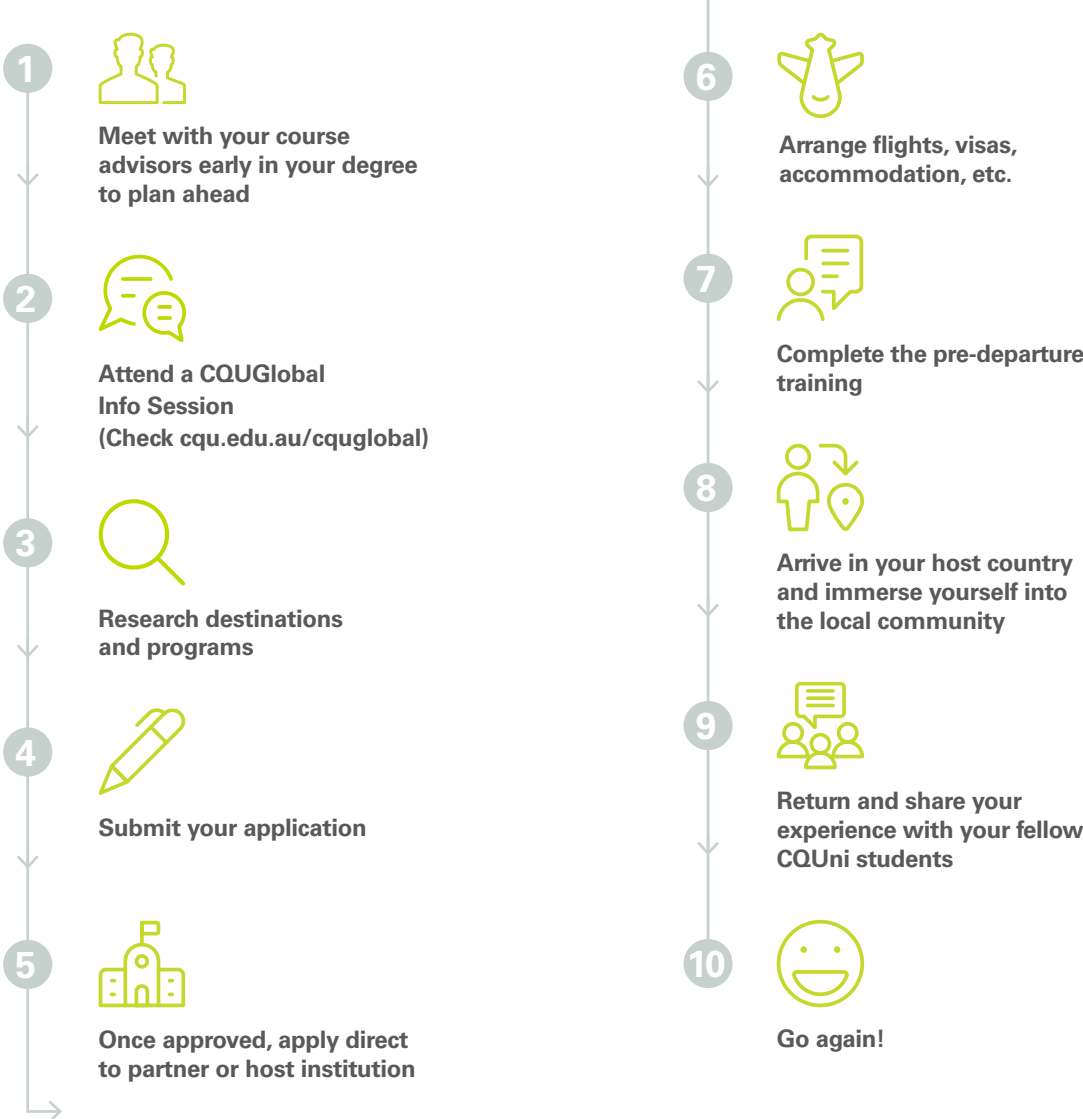 1
Meet with your course
advisors early in your degree
to plan ahead
2
Attend a CQUGlobal
Info Session
(Check cqu.edu.au/cquglobal)
3
Research destinations
and programs
4
Submit your application
5
Once approved, apply direct
to partner or host institution
6
Arrange flights, visas,
accommodation, etc.
7
Complete the pre-departure
training
8
Arrive in your host country
and immerse yourself into
the local community
9
Return and share your
experience with your fellow
CQUni students
10
Go again!